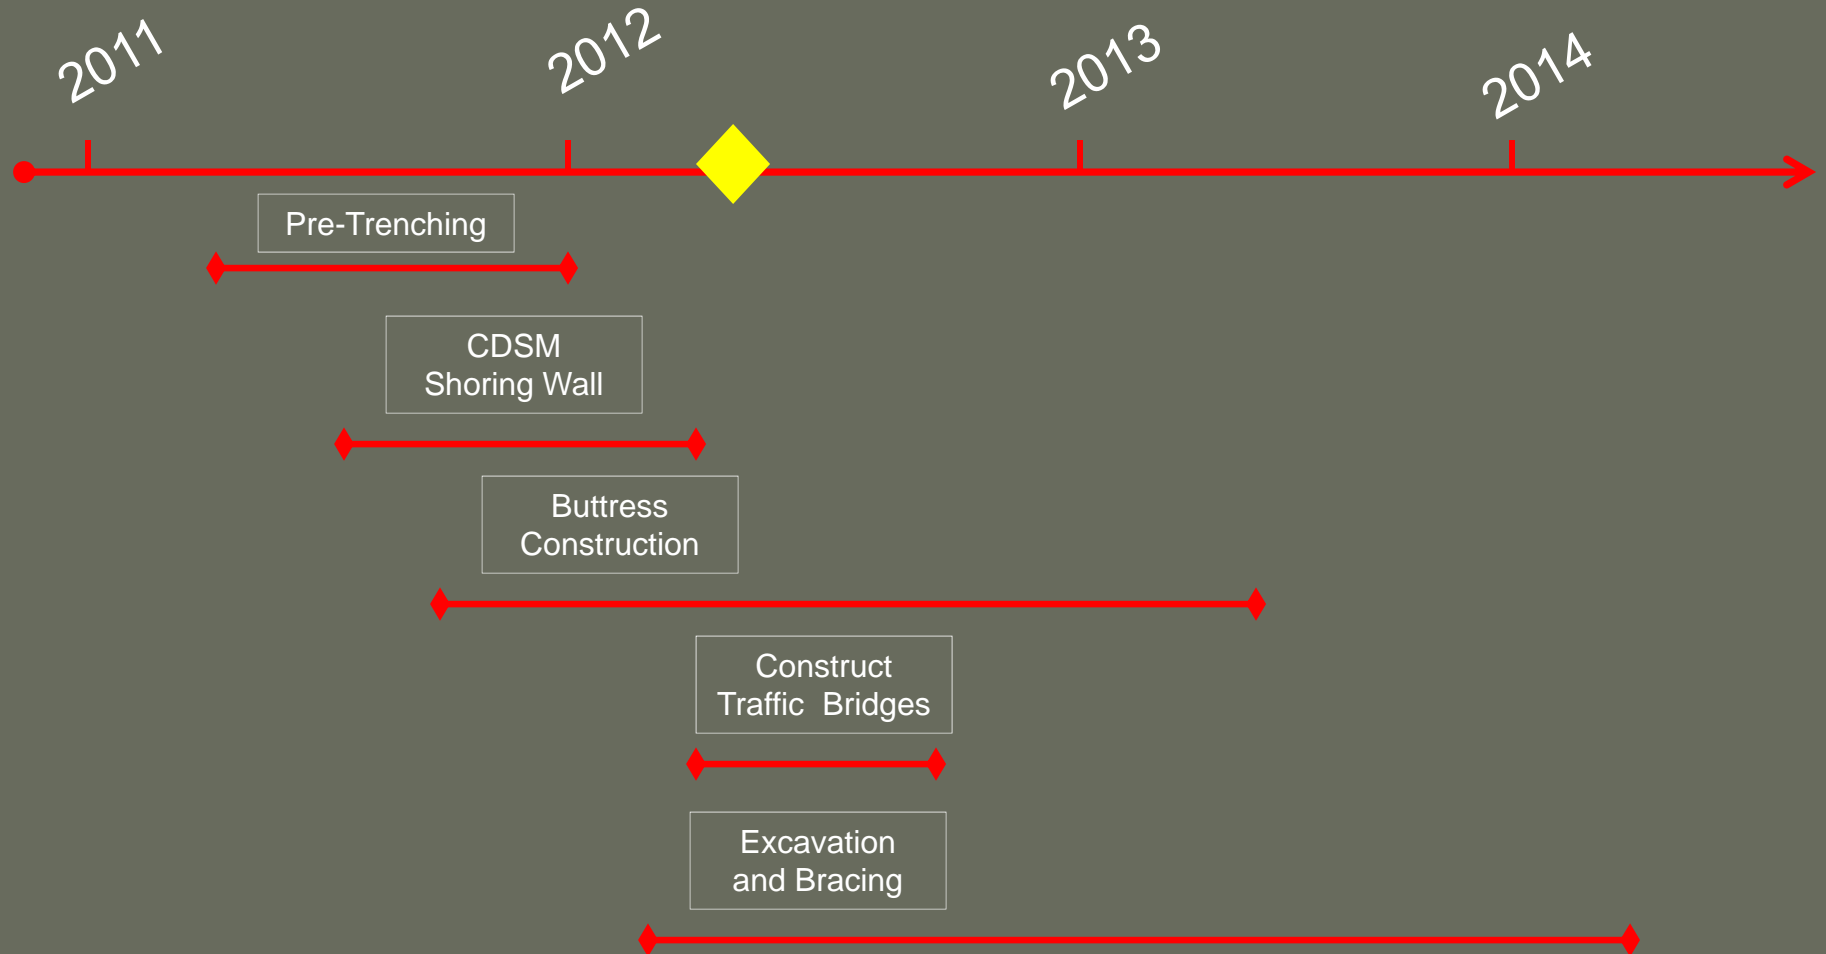 2011
2012
2013
2014
Pre-Trenching
CDSM
Shoring Wall
Buttress
Construction
Construct
Traffic  Bridges
Excavation
and Bracing